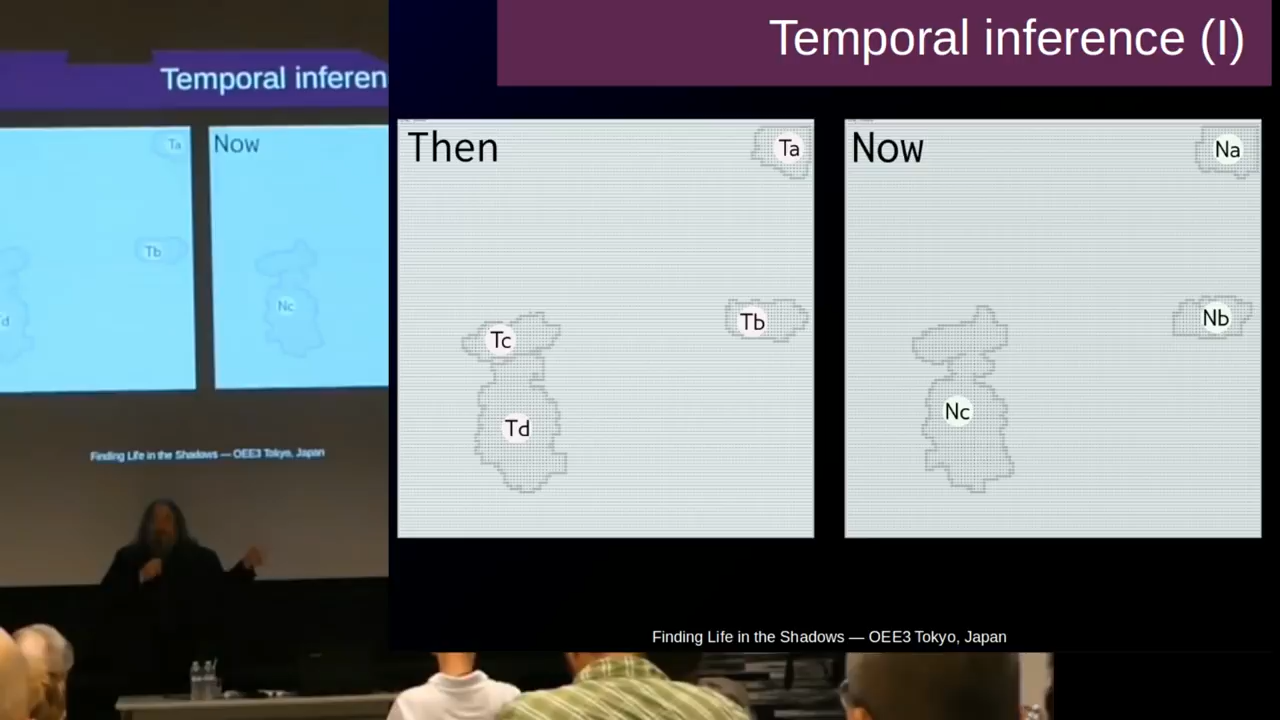 Temporal inferen
Ta
Now
Tb
Nc
d
Finding Life in the Shadows — OEE3 Tokyo, Japan
Temporal inference (I)
Then
Ta
Tb
Tc
Td
Now
Na
Nb
Nc
Finding Life in the Shadows — OEE3 Tokyo, Japan